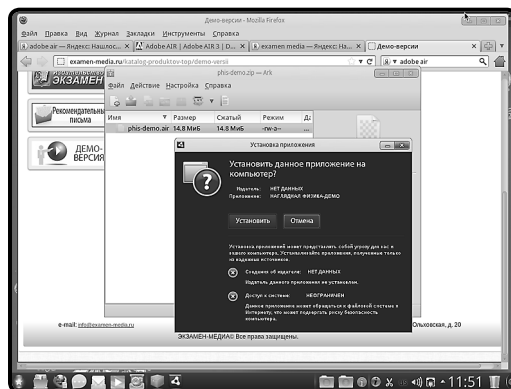 Демо-версии - Mozilla Firefox
Файл Правка Вид Журнал Закладки Инструменты Справка
adobe air — Яндекс: Нашлос...
Adobe AIR | Adobe AIR 3 | D...
examen media — Яндекс: На...
Демо-версии
examen-media.ru/katalog-prodykzov-top/demo-versii
adobe air
ЭКЗАМЕН
Рекомендательные
письма
ДЕМО-
ВЕРСИЯ
phis-demo.zip — Ark
Файл Действие Настройка Справка
Имя Размер Сжатый Режим
phis-demo.air 14.8 МиБ 14.8 МиБ -rw-a-- ...
Установка приложения
Установить данное приложение на
компьютер?
Издатель: НЕТ ДАННЫХ
Приложение: НАГЛЯДНАЯ ФИЗИКА-ДЕМО
Установить Отмена
Установка приложений может представлять собой угрозу для вас и
вашего компьютера. Устанавливайте приложения, полученные только
из надежных источников.
Сведения об издателе: НЕТ ДАННЫХ
Издатель данного приложения не установлен.
Доступ к системе: НЕОГРАНИЧЕН
Данное приложение может обращаться к файловой системе и
Интернету, что может подвергать риску безопасность
компьютера.
e-mail: info@examen-media.ru
Ольховская, д. 20
ЭКЗАМЕН-МЕДИА© Все права защищены.
11:51